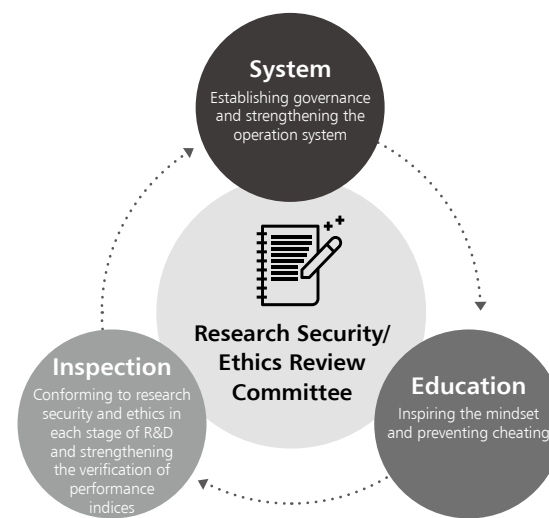 System
Establishing governance
and strengthening the
operation system
Research Security/
Ethics Review
Committee
Inspection
Conforming to research
security and ethics in
each stage of R&D
and strengthening
the verification of
performance
indices
Education
Inspiring the mindset
and preventing cheating